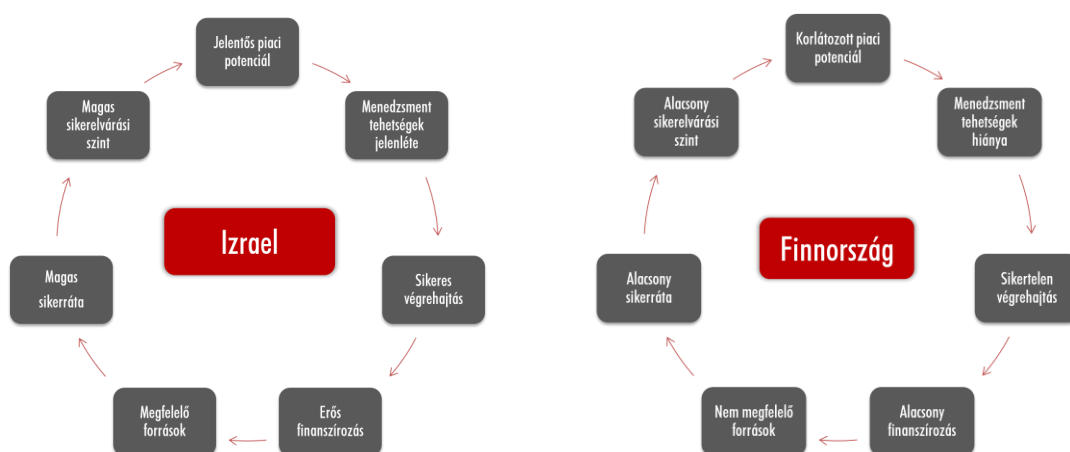 Jelentős piaci
potenciál
Menedzsment
tehetségek
jelenléte
Sikeres
végrehajtás
Erős
finanszírozás
Megfelelő
források
Magas
sikerráta
Magas
sikerelvárási
szint
Izrael
Korlátozott piaci
potenciál
Menedzsment
tehetségek
hiánya
Sikertelen
végrehajtás
Alacsony
finanszírozás
Nem megfelelő
források
Alacsony
sikerráta
Alacsony
sikerelvárási
szint
Finnország